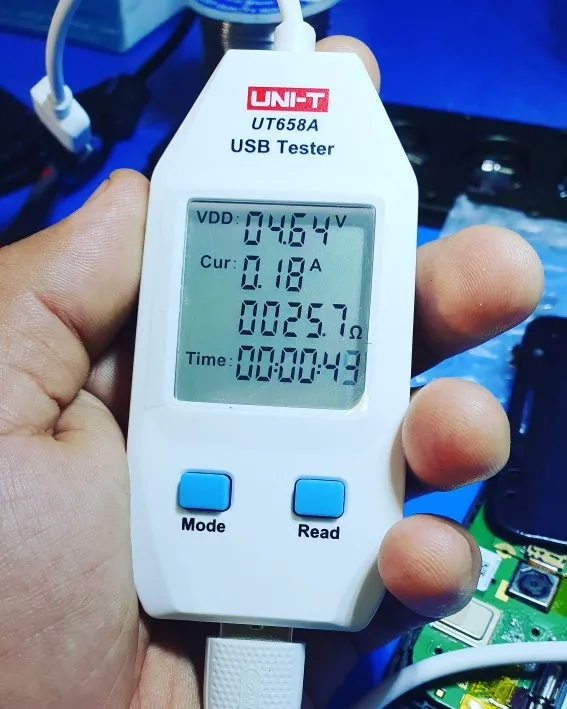 UNI-T
UT658A
USB Tester
VDD: 04.64 V
Cur: 0.18 A
0025.7 Ω
Time: 00:00:43
Mode Read